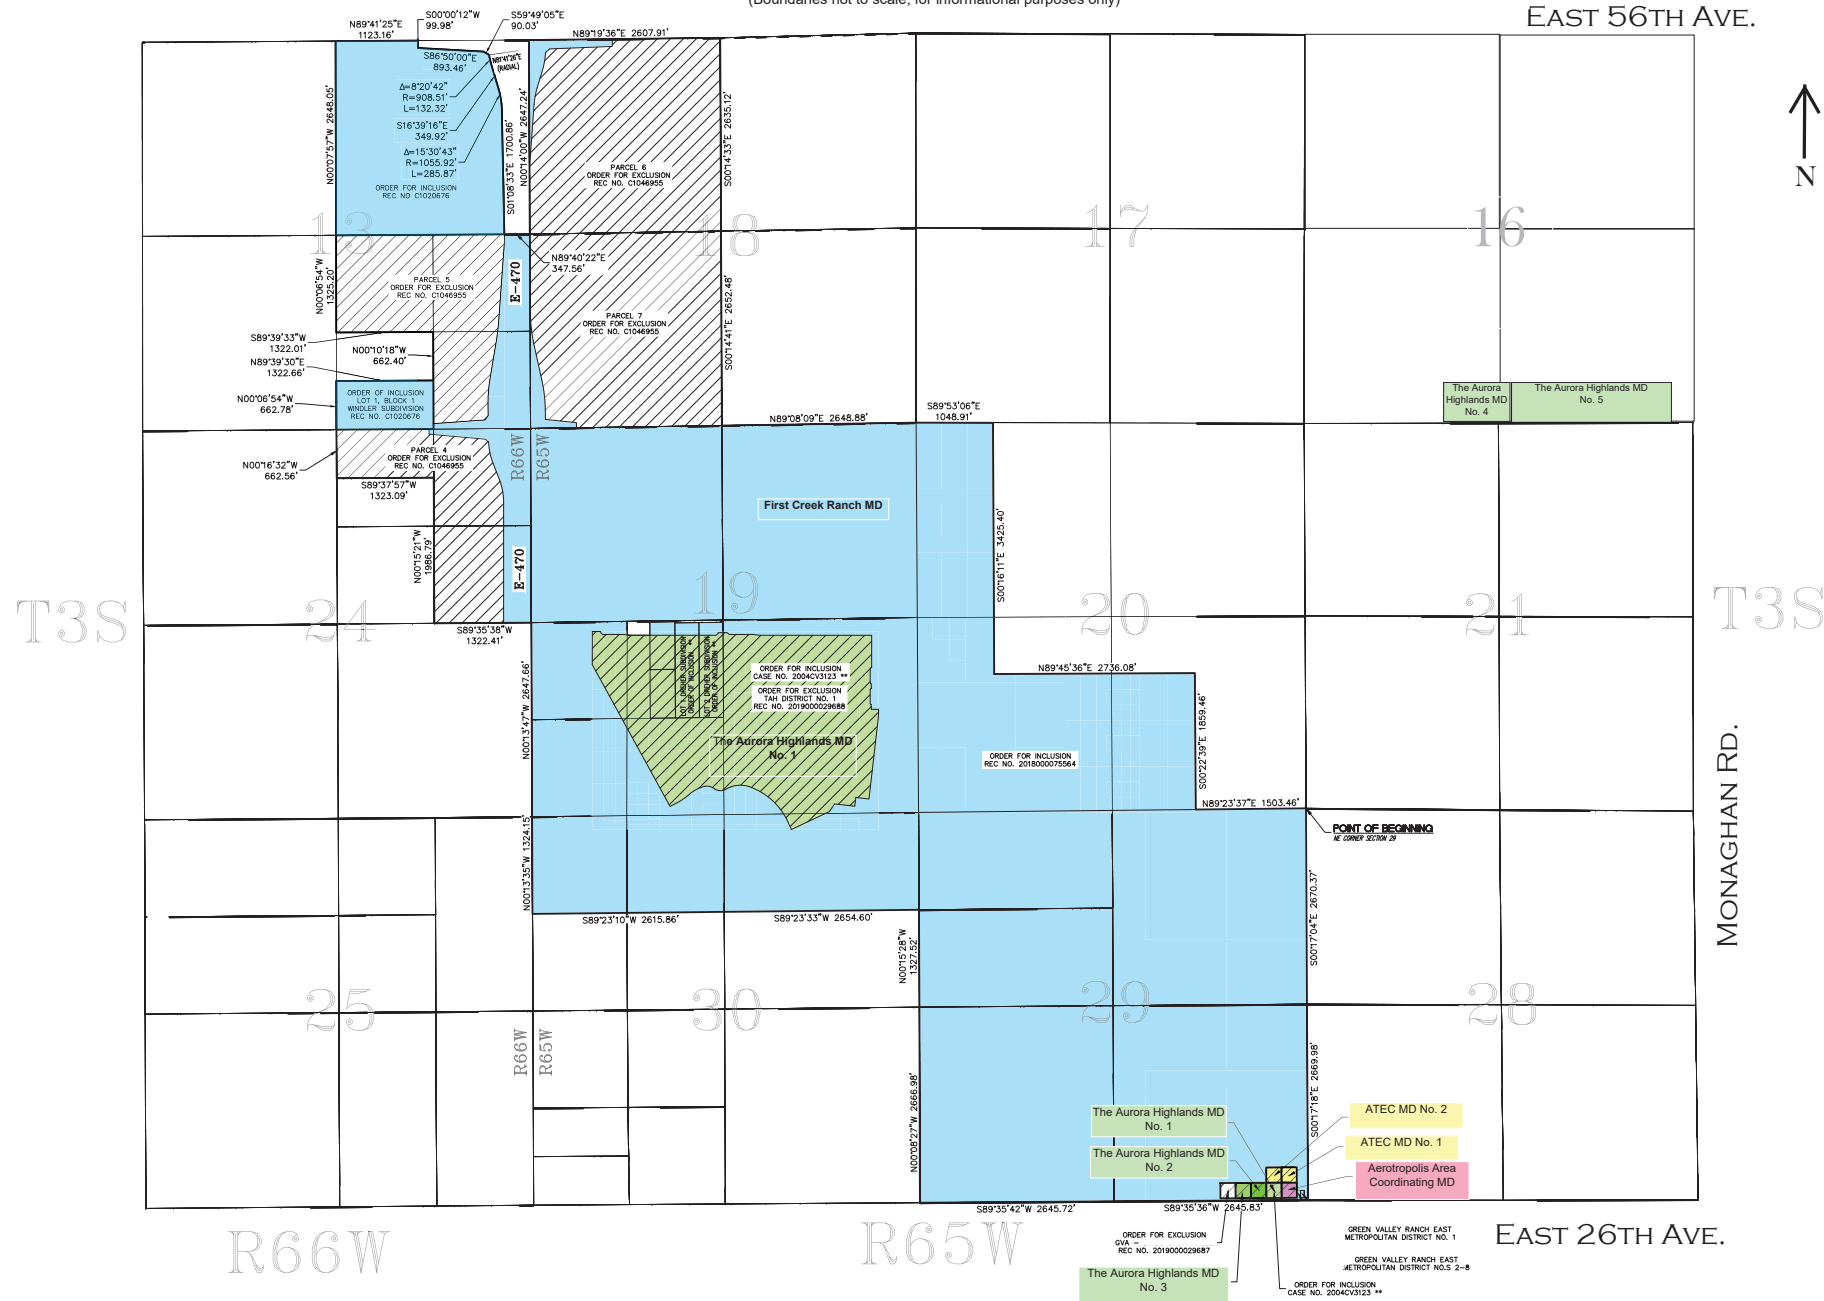 (Boundaries not to scale, for informational purposes only)
EAST 56TH AVE.
N89°41'25"E
1123.16'
S00°00'12"W
99.98'
S59°49'05"E
90.03'
N89°19'36"E 2607.91'
S86°50'00"E
893.46'
N81°41'26"E
(RADIAL)
Δ=8°20'42"
R=908.51'
L=132.32'
S16°39'16"E
349.92'
Δ=15°30'43"
R=1055.92'
L=285.87'
ORDER FOR INCLUSION
REC NO C1020676
N00°07'57"W 2648.05'
S01°08'33"E 1700.86'
N00°14'00"W 2647.24'
S00°14'33"E 2635.12'
PARCEL 6
ORDER FOR EXCLUSION
REC NO. C1046955
N
13
18
17
16
N89°40'22"E
347.56'
E-470
N00°06'54"W
1325.20'
PARCEL 5
ORDER FOR EXCLUSION
REC NO. C1046955
PARCEL 7
ORDER FOR EXCLUSION
REC NO. C1046955
S00°14'41"E 2652.48'
S89°39'33"W
1322.01'
N00°10'18"W
662.40'
N89°39'30"E
1322.66'
N00°06'54"W
662.78'
ORDER OF INCLUSION
LOT 1, BLOCK 1
WINDLER SUBDIVISION
REC NO. C1020676
The Aurora
Highlands MD
No. 4
The Aurora Highlands MD
No. 5
N89°08'09"E 2648.88'
S89°53'06"E
1048.91'
R66W
R65W
PARCEL 4
ORDER FOR EXCLUSION
REC NO. C1046955
N00°16'32"W
662.56'
S89°37'57"W
1323.09'
First Creek Ranch MD
S00°16'11"E 3425.40'
N00°15'21"W
1986.79'
E-470
T3S
24
19
20
21
T3S
S89°35'38"W
1322.41'
N00°13'47"W 2647.66'
LOT 1 DREHER SUBDIVISION
ORDER OF INCLUSION **
LOT 2 DREHER SUBDIVISION
ORDER OF INCLUSION **
ORDER FOR INCLUSION
CASE NO. 2004CV3123 **
ORDER FOR EXCLUSION
TAH DISTRICT NO. 1
REC NO. 2019000029688
The Aurora Highlands MD
No. 1
N89°45'36"E 2736.08'
S00°22'39"E 1859.46'
ORDER FOR INCLUSION
REC NO. 2018000075564
N89°23'37"E 1503.46'
POINT OF BEGINNING
NE CORNER SECTION 29
MONAGHAN RD.
N00°13'35"W 1324.15'
S89°23'10"W 2615.86'
S89°23'33"W 2654.60'
N00°15'28"W
1327.52'
S00°17'04"E 2670.37'
25
30
29
28
R66W
R65W
N00°08'27"W 2666.98'
S00°17'18"E 2669.98'
The Aurora Highlands MD
No. 1
The Aurora Highlands MD
No. 2
ATEC MD No. 2
ATEC MD No. 1
Aerotropolis Area
Coordinating MD
S89°35'42"W 2645.72'
S89°35'36"W 2645.83'
R66W
R65W
EAST 26TH AVE.
ORDER FOR EXCLUSION
GVA –
REC NO. 2019000029687
GREEN VALLEY RANCH EAST
METROPOLITAN DISTRICT NO. 1
GREEN VALLEY RANCH EAST
METROPOLITAN DISTRICT NO.S 2-8
The Aurora Highlands MD
No. 3
ORDER FOR INCLUSION
CASE NO. 2004CV3123 **